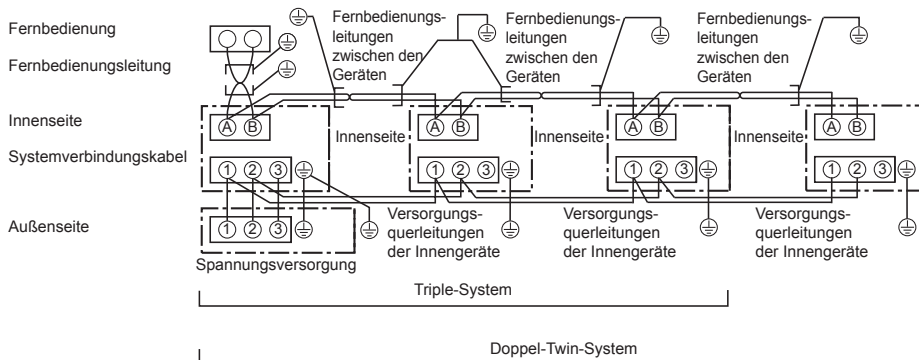 Fernbedienung
Fernbedienungsleitung
Fernbedienungs-
leitungen
zwischen den
Geräten
Fernbedienungs-
leitungen
zwischen den
Geräten
Fernbedienungs-
leitungen
zwischen den
Geräten
Innenseite
A B
Innenseite
A B
Innenseite
A B
Innenseite
A B
Systemverbindungskabel
1 2 3
1 2 3
1 2 3
1 2 3
Außenseite
1 2 3
Spannungsversorgung
Versorgungs-
querleitungen
der Innengeräte
Versorgungs-
querleitungen
der Innengeräte
Versorgungs-
querleitungen
der Innengeräte
Triple-System
Doppel-Twin-System